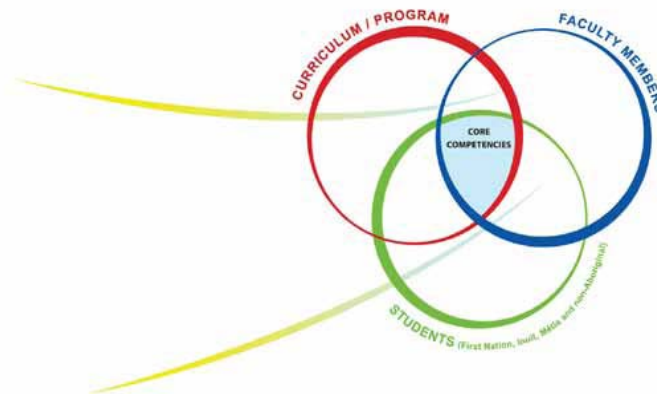 CURRICULUM / PROGRAM
FACULTY MEMBERS
CORE
COMPETENCIES
STUDENTS (First Nation, Inuit, Métis and non-Aboriginal)